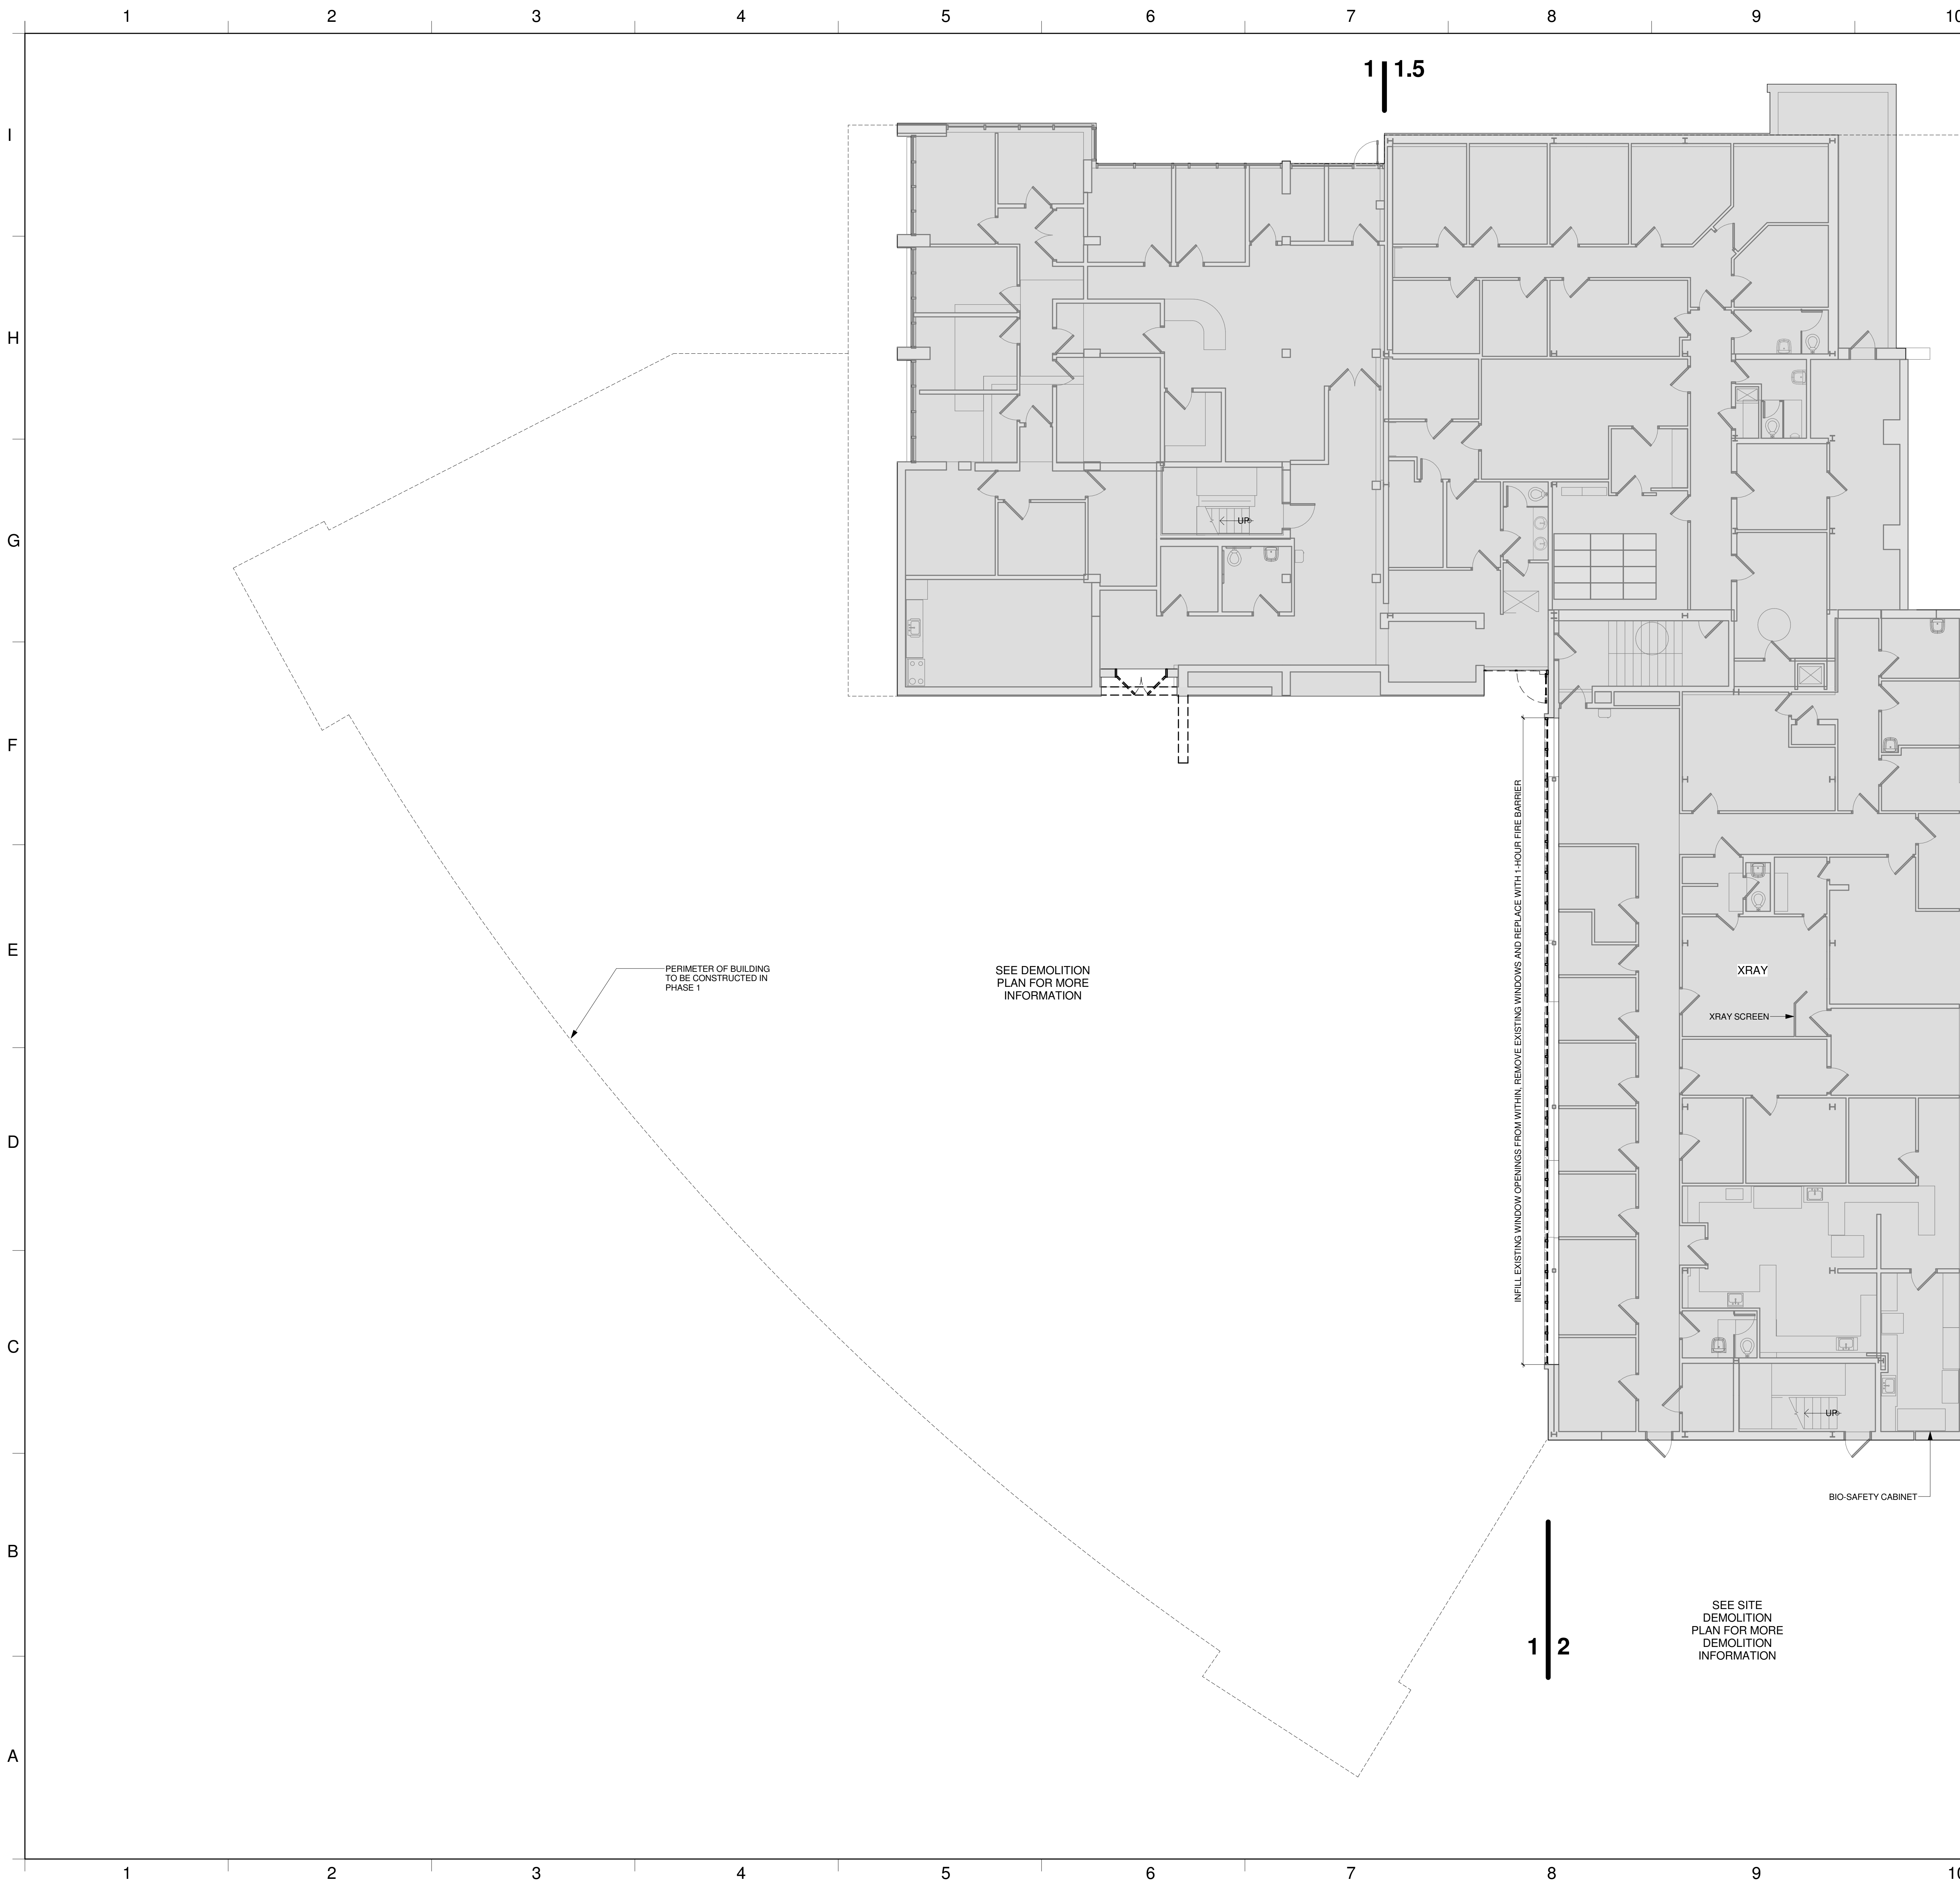 1 2 3 4 5 6 7 8 9 10
1 1.5
I
H
G
F
E
D
C
B
A
UP
INFILL EXISTING WINDOW OPENINGS FROM WITHIN, REMOVE EXISTING WINDOWS AND REPLACE WITH 1-HOUR FIRE BARRIER
PERIMETER OF BUILDING
TO BE CONSTRUCTED IN
PHASE 1
SEE DEMOLITION
PLAN FOR MORE
INFORMATION
XRAY
XRAY SCREEN
UP
BIO-SAFETY CABINET
1 2
SEE SITE
DEMOLITION
PLAN FOR MORE
DEMOLITION
INFORMATION
1 2 3 4 5 6 7 8 9 10